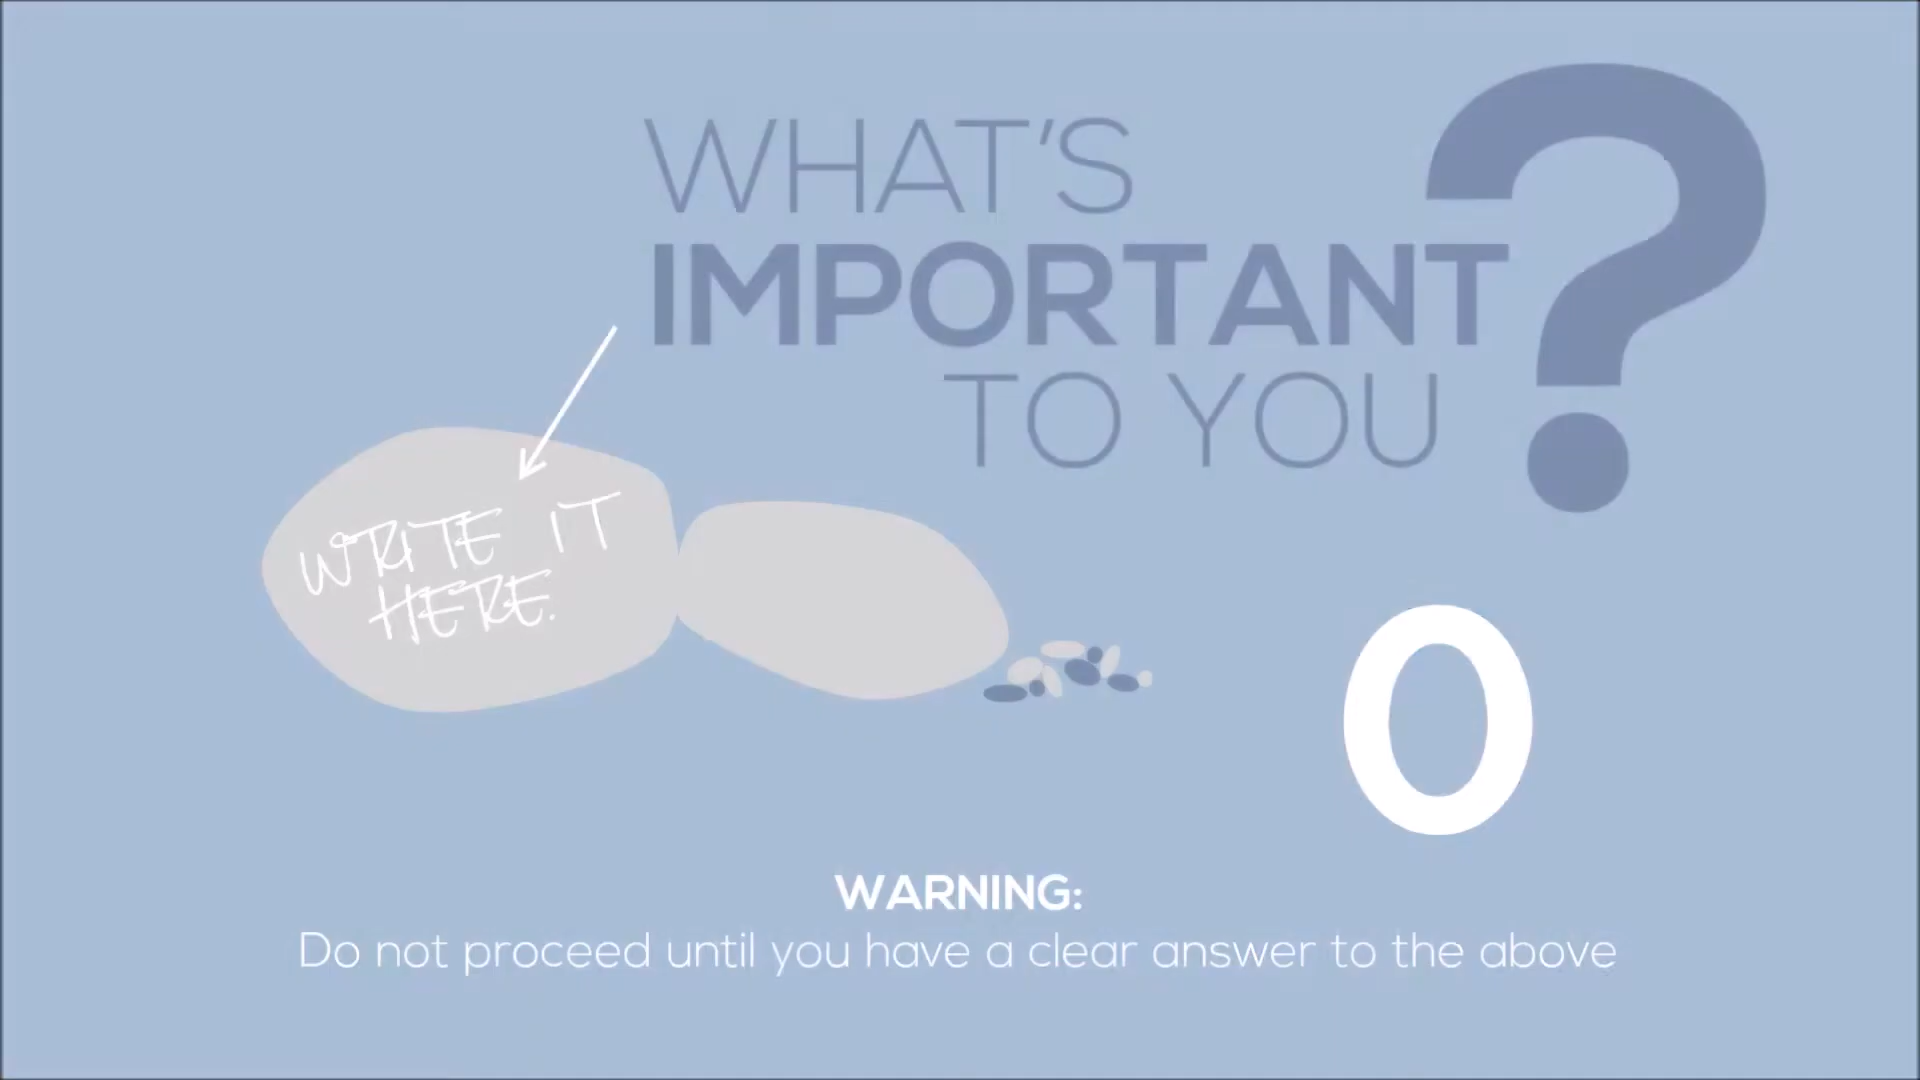 WHAT'S
IMPORTANT
TO YOU?
WRITE IT
HERE.
0
WARNING:
Do not proceed until you have a clear answer to the above